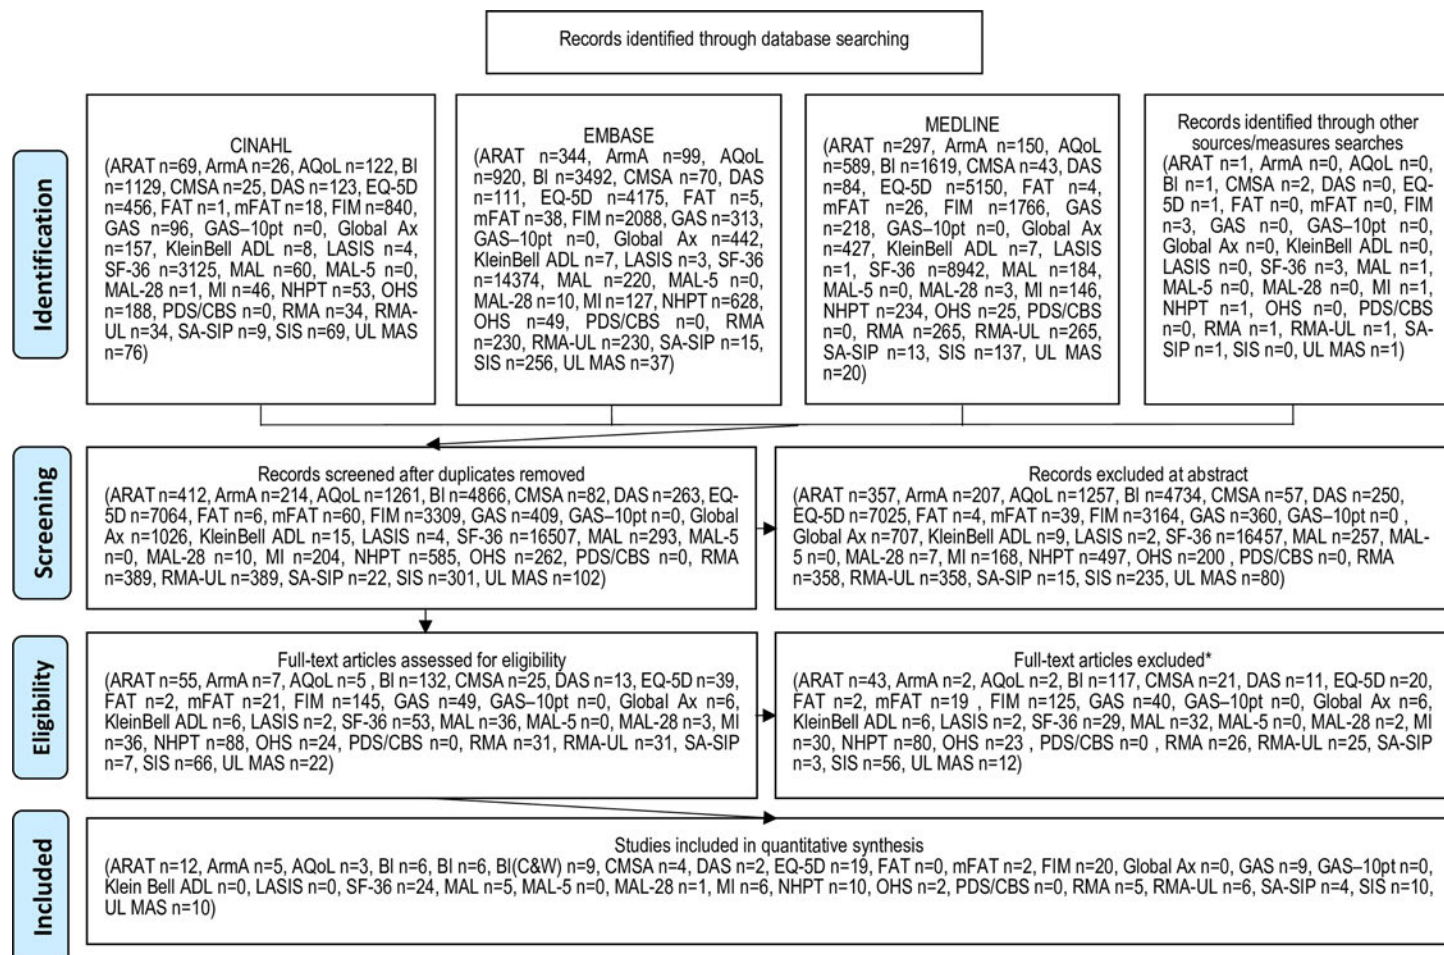 Records identified through database searching
Identification
CINAHL
(ARAT n=69, ArmA n=26, AQoL n=122, BI
n=1129, CMSA n=25, DAS n=123, EQ-5D
n=456, FAT n=1, mFAT n=18, FIM n=840,
GAS n=96, GAS–10pt n=0, Global Ax
n=157, KleinBell ADL n=8, LASIS n=4,
SF-36 n=3125, MAL n=60, MAL-5 n=0,
MAL-28 n=1, MI n=46, NHPT n=53, OHS
n=188, PDS/CBS n=0, RMA n=34, RMA-
UL n=34, SA-SIP n=9, SIS n=69, UL MAS
n=76)
EMBASE
(ARAT n=344, ArmA n=99, AQoL
n=920, BI n=3492, CMSA n=70, DAS
n=111, EQ-5D n=4175, FAT n=5,
mFAT n=38, FIM n=2088, GAS n=313,
GAS–10pt n=0, Global Ax n=442,
KleinBell ADL n=7, LASIS n=3, SF-36
n=14374, MAL n=220, MAL-5 n=0,
MAL-28 n=10, MI n=127, NHPT n=628,
OHS n=49, PDS/CBS n=0, RMA
n=230, RMA-UL n=230, SA-SIP n=15,
SIS n=256, UL MAS n=37)
MEDLINE
(ARAT n=297, ArmA n=150, AQoL
n=589, BI n=1619, CMSA n=43, DAS
n=84, EQ-5D n=5150, FAT n=4,
mFAT n=26, FIM n=1766, GAS
n=218, GAS–10pt n=0, Global Ax
n=427, KleinBell ADL n=7, LASIS
n=1, SF-36 n=8942, MAL n=184,
MAL-5 n=0, MAL-28 n=3, MI n=146,
NHPT n=234, OHS n=25, PDS/CBS
n=0, RMA n=265, RMA-UL n=265,
SA-SIP n=13, SIS n=137, UL MAS
n=20)
Records identified through other
sources/measures searches
(ARAT n=1, ArmA n=0, AQoL n=0,
BI n=1, CMSA n=2, DAS n=0, EQ-
5D n=1, FAT n=0, mFAT n=0, FIM
n=3, GAS n=0, GAS–10pt n=0,
Global Ax n=0, KleinBell ADL n=0,
LASIS n=0, SF-36 n=3, MAL n=1,
MAL-5 n=0, MAL-28 n=0, MI n=1,
NHPT n=1, OHS n=0, PDS/CBS
n=0, RMA n=1, RMA-UL n=1, SA-
SIP n=1, SIS n=0, UL MAS n=1)
Screening
Records screened after duplicates removed
(ARAT n=412, ArmA n=214, AQoL n=1261, BI n=4866, CMSA n=82, DAS n=263, EQ-
5D n=7064, FAT n=6, mFAT n=60, FIM n=3309, GAS n=409, GAS–10pt n=0, Global
Ax n=1026, KleinBell ADL n=15, LASIS n=4, SF-36 n=16507, MAL n=293, MAL-5
n=0, MAL-28 n=10, MI n=204, NHPT n=585, OHS n=262, PDS/CBS n=0, RMA
n=389, RMA-UL n=389, SA-SIP n=22, SIS n=301, UL MAS n=102)
Records excluded at abstract
(ARAT n=357, ArmA n=207, AQoL n=1257, BI n=4734, CMSA n=57, DAS n=250,
EQ-5D n=7025, FAT n=4, mFAT n=39, FIM n=3164, GAS n=360, GAS–10pt n=0 ,
Global Ax n=707, KleinBell ADL n=9, LASIS n=2, SF-36 n=16457, MAL n=257, MAL-
5 n=0, MAL-28 n=7, MI n=168, NHPT n=497, OHS n=200 , PDS/CBS n=0, RMA
n=358, RMA-UL n=358, SA-SIP n=15, SIS n=235, UL MAS n=80)
Eligibility
Full-text articles assessed for eligibility
(ARAT n=55, ArmA n=7, AQoL n=5 , BI n=132, CMSA n=25, DAS n=13, EQ-5D n=39,
FAT n=2, mFAT n=21, FIM n=145, GAS n=49, GAS–10pt n=0, Global Ax n=6,
KleinBell ADL n=6, LASIS n=2, SF-36 n=53, MAL n=36, MAL-5 n=0, MAL-28 n=3, MI
n=36, NHPT n=88, OHS n=24, PDS/CBS n=0, RMA n=31, RMA-UL n=31, SA-SIP
n=7, SIS n=66, UL MAS n=22)
Full-text articles excluded*
(ARAT n=43, ArmA n=2, AQoL n=2, BI n=117, CMSA n=21, DAS n=11, EQ-5D n=20,
FAT n=2, mFAT n=19 , FIM n=125, GAS n=40, GAS–10pt n=0, Global Ax n=6,
KleinBell ADL n=6, LASIS n=2, SF-36 n=29, MAL n=32, MAL-5 n=0, MAL-28 n=2, MI
n=30, NHPT n=80, OHS n=23 , PDS/CBS n=0 , RMA n=26, RMA-UL n=25, SA-SIP
n=3, SIS n=56, UL MAS n=12)
Included
Studies included in quantitative synthesis
(ARAT n=12, ArmA n=5, AQoL n=3, BI n=6, BI n=6, BI(C&W) n=9, CMSA n=4, DAS n=2, EQ-5D n=19, FAT n=0, mFAT n=2, FIM n=20, Global Ax n=0, GAS n=9, GAS–10pt n=0,
Klein Bell ADL n=0, LASIS n=0, SF-36 n=24, MAL n=5, MAL-5 n=0, MAL-28 n=1, MI n=6, NHPT n=10, OHS n=2, PDS/CBS n=0, RMA n=5, RMA-UL n=6, SA-SIP n=4, SIS n=10,
UL MAS n=10)